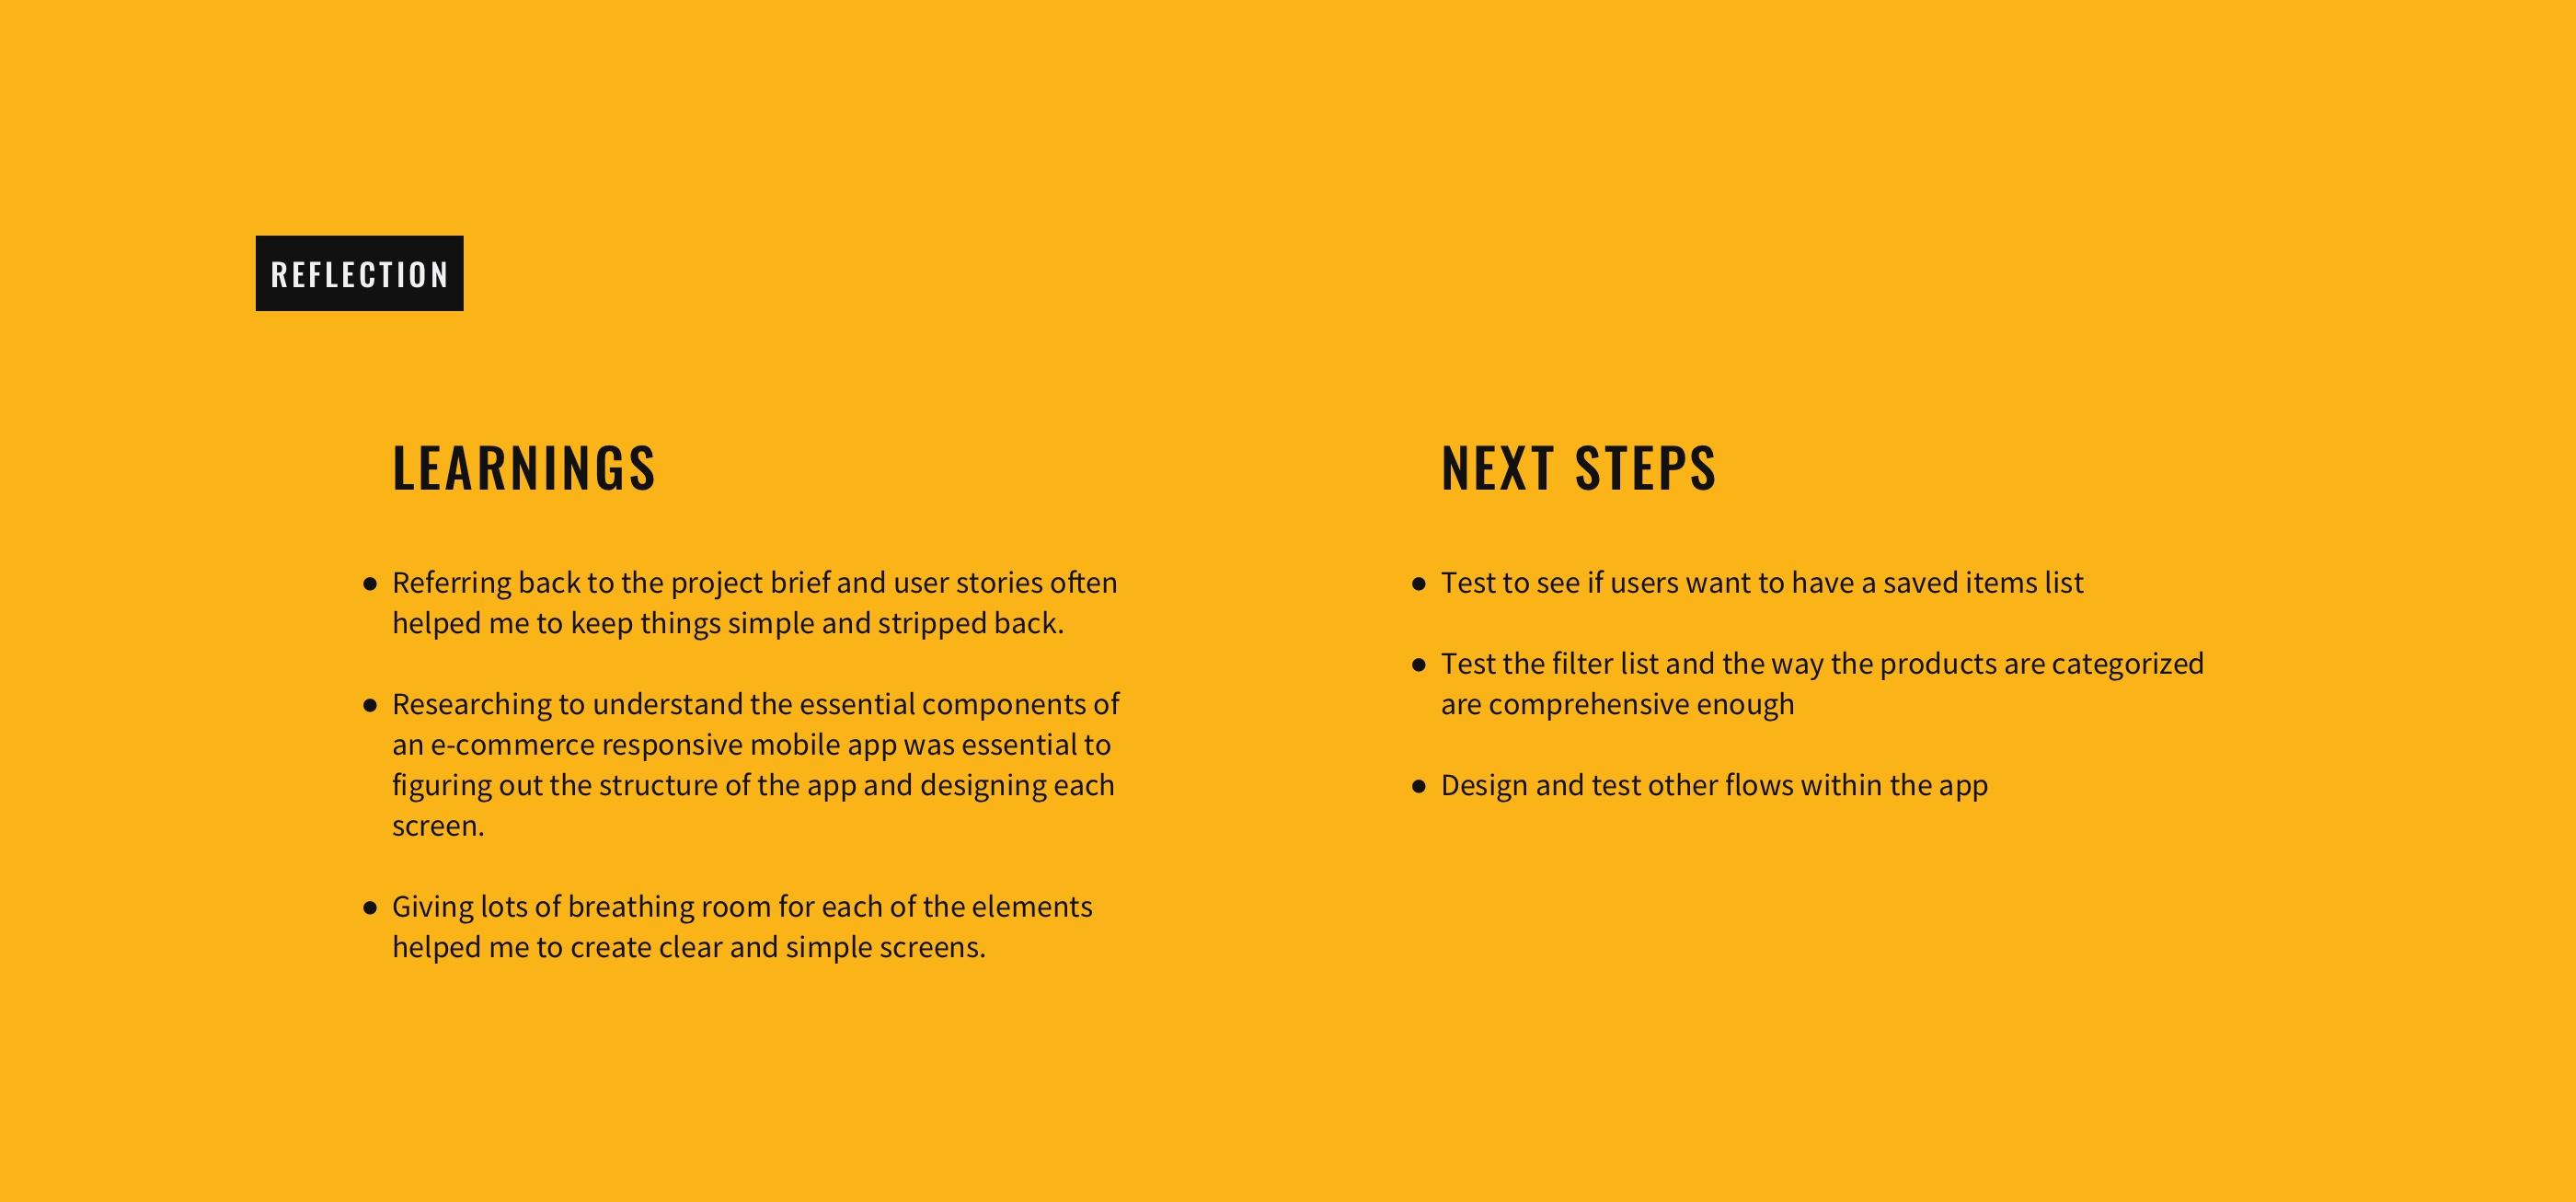 REFLECTION
LEARNINGS
● Referring back to the project brief and user stories often
helped me to keep things simple and stripped back.
● Researching to understand the essential components of
an e-commerce responsive mobile app was essential to
figuring out the structure of the app and designing each
screen.
● Giving lots of breathing room for each of the elements
helped me to create clear and simple screens.
NEXT STEPS
● Test to see if users want to have a saved items list
● Test the filter list and the way the products are categorized
are comprehensive enough
● Design and test other flows within the app